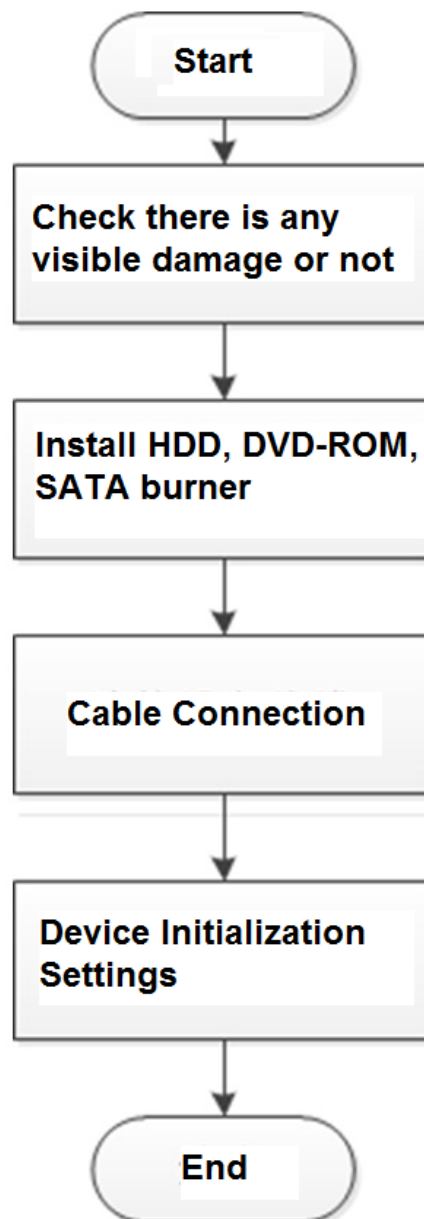 Start
Check there is any
visible damage or not
Install HDD, DVD-ROM,
SATA burner
Cable Connection
Device Initialization
Settings
End